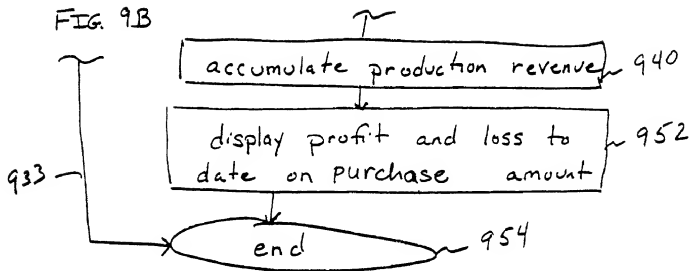 FIG. 9B
accumulate production revenue
940
display profit and loss to
date on purchase amount
952
933
end
954